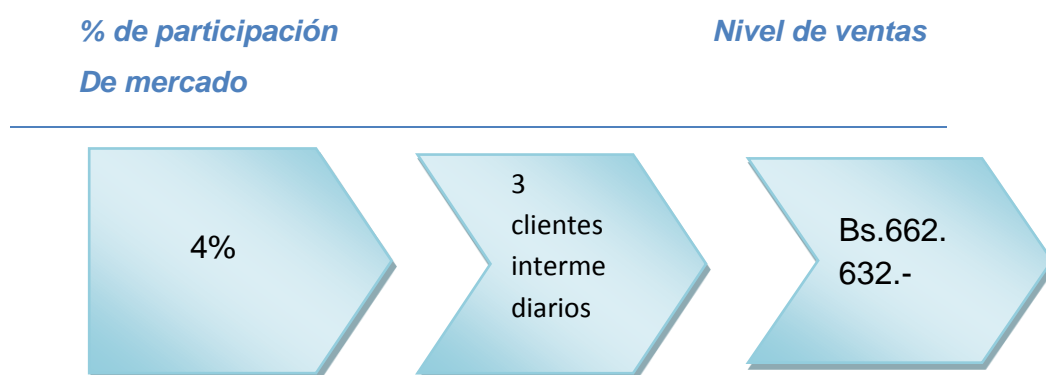 % de participación
De mercado
Nivel de ventas
4%
3
clientes
interme
diarios
Bs.662.
632.-